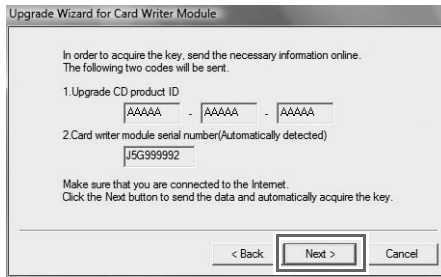 Upgrade Wizard for Card Writer Module
In order to acquire the key, send the necessary information online.
The following two codes will be sent.
1.Upgrade CD product ID
AAAAA - AAAAA - AAAAA
2.Card writer module serial number(Automatically detected)
J5G999992
Make sure that you are connected to the Internet.
Click the Next button to send the data and automatically acquire the key.
< Back Next > Cancel